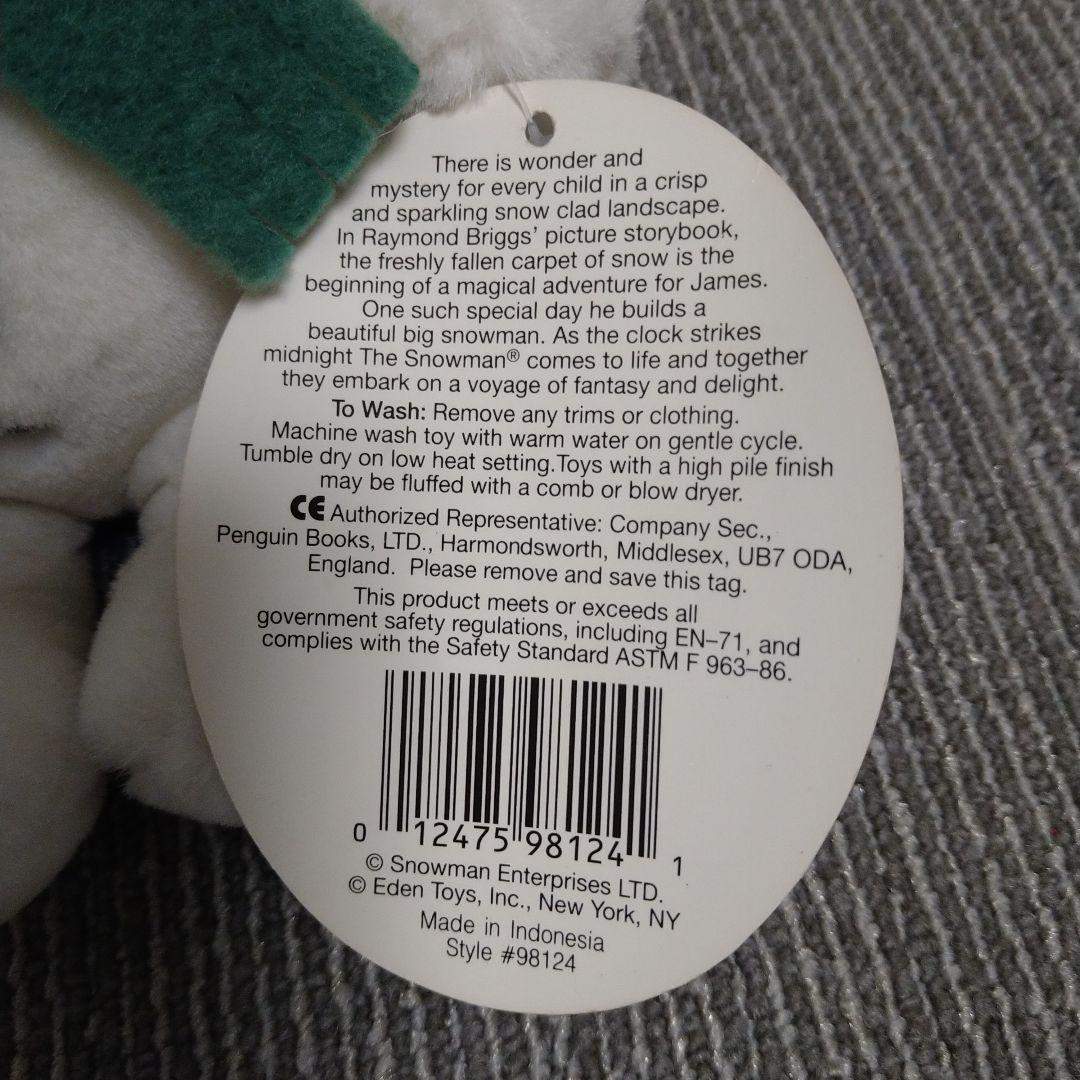 There is wonder and
mystery for every child in a crisp
and sparkling snow clad landscape.
In Raymond Briggs' picture storybook,
the freshly fallen carpet of snow is the
beginning of a magical adventure for James.
One such special day he builds a
beautiful big snowman. As the clock strikes
midnight The Snowman® comes to life and together
they embark on a voyage of fantasy and delight.
To Wash: Remove any trims or clothing.
Machine wash toy with warm water on gentle cycle.
Tumble dry on low heat setting.Toys with a high pile finish
may be fluffed with a comb or blow dryer.
CE Authorized Representative: Company Sec.,
Penguin Books, LTD., Harmondsworth, Middlesex, UB7 ODA,
England. Please remove and save this tag.
This product meets or exceeds all
government safety regulations, including EN–71, and
complies with the Safety Standard ASTM F 963–86.
0 12475 98124 1
© Snowman Enterprises LTD.
© Eden Toys, Inc., New York, NY
Made in Indonesia
Style #98124